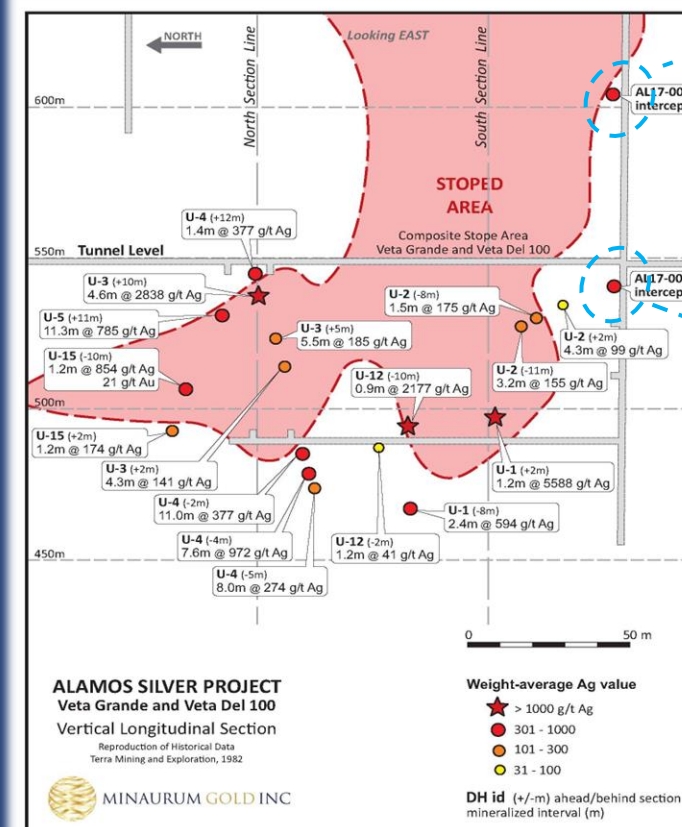 NORTH
Looking EAST
North Section Line
South Section Line
600m
AL17-00
intercep
STOPED
AREA
Composite Stope Area
Veta Grande and Veta Del 100
U-4 (+12m)
1.4m @ 377 g/t Ag
550m
Tunnel Level
U-3 (+10m)
4.6m @ 2838 g/t Ag
AL17-00
intercep
U-2 (-8m)
1.5m @ 175 g/t Ag
U-5 (+11m)
11.3m @ 785 g/t Ag
U-3 (+5m)
5.5m @ 185 g/t Ag
U-2 (+2m)
4.3m @ 99 g/t Ag
U-15 (-10m)
1.2m @ 854 g/t Ag
21 g/t Au
U-12 (-10m)
0.9m @ 2177 g/t Ag
U-2 (-11m)
3.2m @ 155 g/t Ag
500m
U-15 (+2m)
1.2m @ 174 g/t Ag
U-3 (+2m)
4.3m @ 141 g/t Ag
U-1 (+2m)
1.2m @ 5588 g/t Ag
U-4 (-2m)
11.0m @ 377 g/t Ag
U-1 (-8m)
2.4m @ 594 g/t Ag
U-4 (-4m)
7.6m @ 972 g/t Ag
U-12 (-2m)
1.2m @ 41 g/t Ag
450m
U-4 (-5m)
8.0m @ 274 g/t Ag
0 50 m
ALAMOS SILVER PROJECT
Veta Grande and Veta Del 100
Vertical Longitudinal Section
Reproduction of Historical Data
Terra Mining and Exploration, 1982
MINAURUM GOLD INC
Weight-average Ag value
> 1000 g/t Ag
301 - 1000
101 - 300
31 - 100
DH id (+/-m) ahead/behind section
mineralized interval (m)